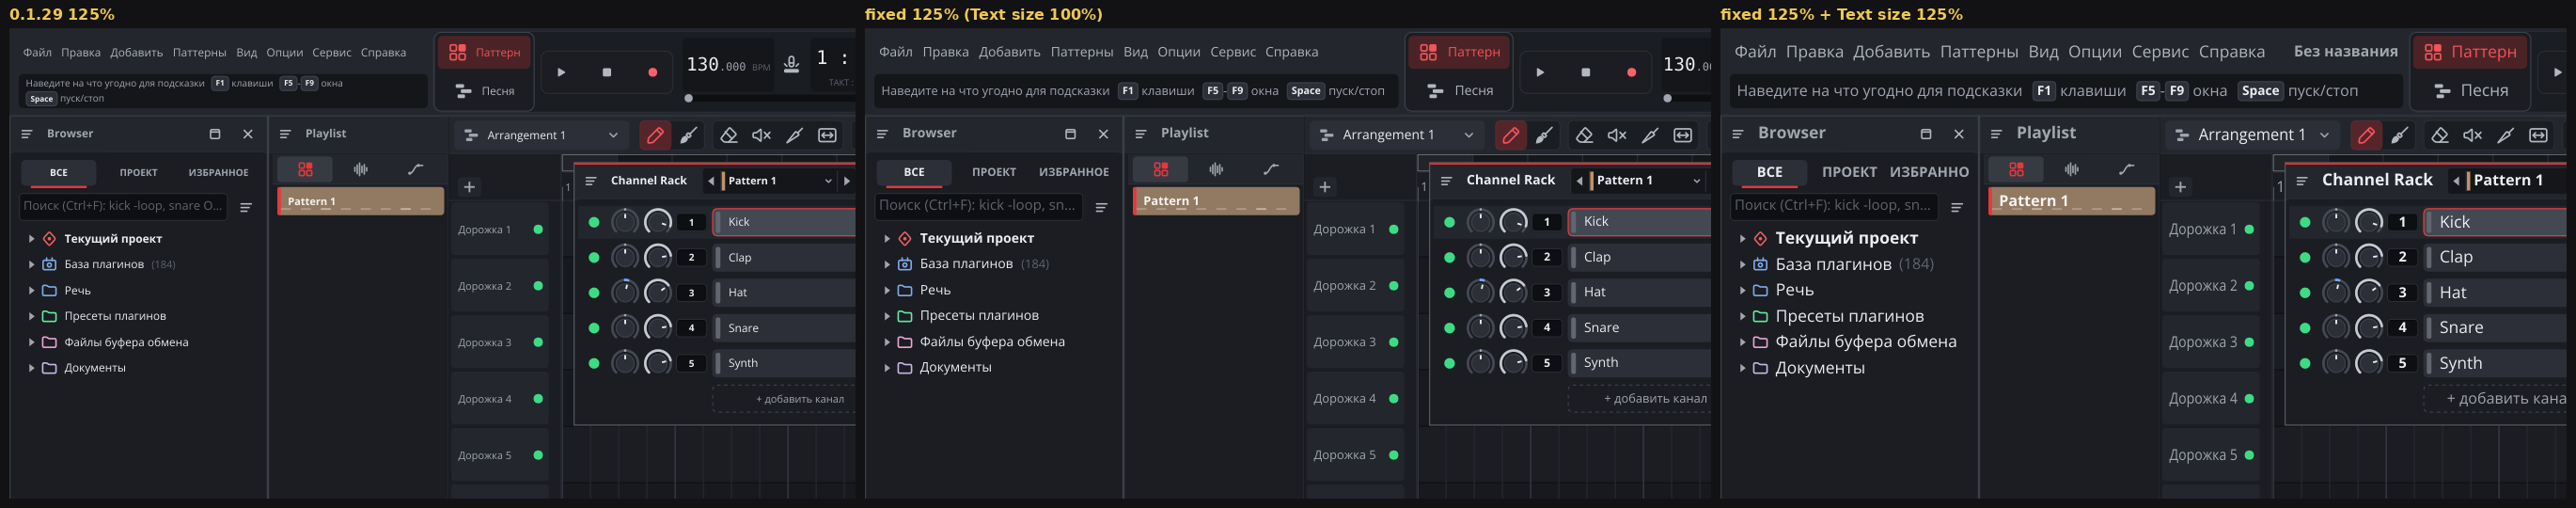 0.1.29 125%
Файл Правка Добавить Паттерны Вид Опции Сервис Справка
Наведите на что угодно для подсказки F1 клавиши F5-F9 окна
Space пуск/стоп
Паттерн
Песня
130.000 BPM
1 :
ТАКТ:
Browser
Playlist
Arrangement 1
ВСЕ ПРОЕКТ ИЗБРАННОЕ
Поиск (Ctrl+F): kick -loop, snare O...
Текущий проект
База плагинов (184)
Речь
Пресеты плагинов
Файлы буфера обмена
Документы
Pattern 1
1
Дорожка 1
Дорожка 2
Дорожка 3
Дорожка 4
Дорожка 5
Channel Rack Pattern 1
1 Kick
2 Clap
3 Hat
4 Snare
5 Synth
+ добавить канал
fixed 125% (Text size 100%)
Файл Правка Добавить Паттерны Вид Опции Сервис Справка
Наведите на что угодно для подсказки F1 клавиши F5-F9 окна Space пуск/стоп
Паттерн
Песня
130.00
Browser
Playlist
Arrangement 1
ВСЕ ПРОЕКТ ИЗБРАННОЕ
Поиск (Ctrl+F): kick -loop, sn...
Текущий проект
База плагинов (184)
Речь
Пресеты плагинов
Файлы буфера обмена
Документы
Pattern 1
1
Дорожка 1
Дорожка 2
Дорожка 3
Дорожка 4
Дорожка 5
Channel Rack Pattern 1
1 Kick
2 Clap
3 Hat
4 Snare
5 Synth
+ добавить канал
fixed 125% + Text size 125%
Файл Правка Добавить Паттерны Вид Опции Сервис Справка Без названия
Наведите на что угодно для подсказки F1 клавиши F5-F9 окна Space пуск/стоп
Паттерн
Песня
Browser
Playlist
Arrangement 1
ВСЕ ПРОЕКТ ИЗБРАННО
Поиск (Ctrl+F): kick -loop, sn...
Текущий проект
База плагинов (184)
Речь
Пресеты плагинов
Файлы буфера обмена
Документы
Pattern 1
1
Дорожка 1
Дорожка 2
Дорожка 3
Дорожка 4
Дорожка 5
Channel Rack Pattern 1
1 Kick
2 Clap
3 Hat
4 Snare
5 Synth
+ добавить кана